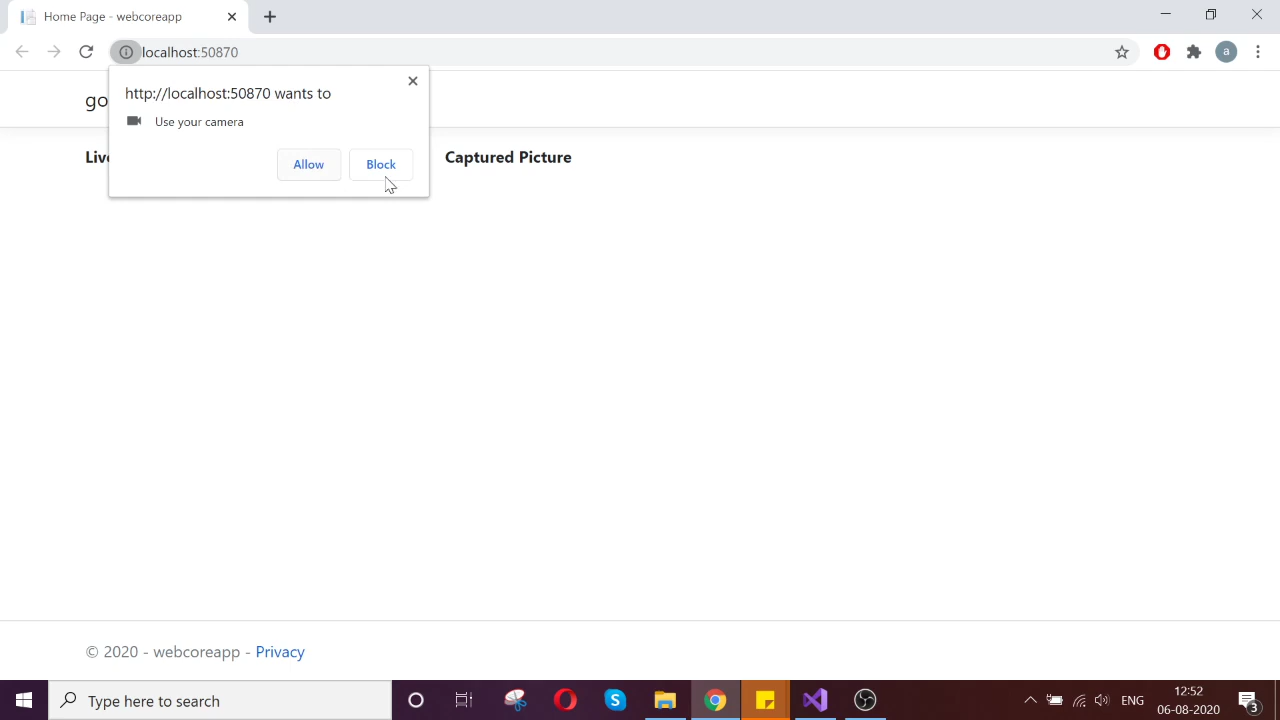 Home Page - webcoreapp
localhost:50870
a
http://localhost:50870 wants to
Use your camera
Allow
Block
go
Live
Captured Picture
© 2020 - webcoreapp - Privacy
Type here to search
ENG
12:52
06-08-2020
3